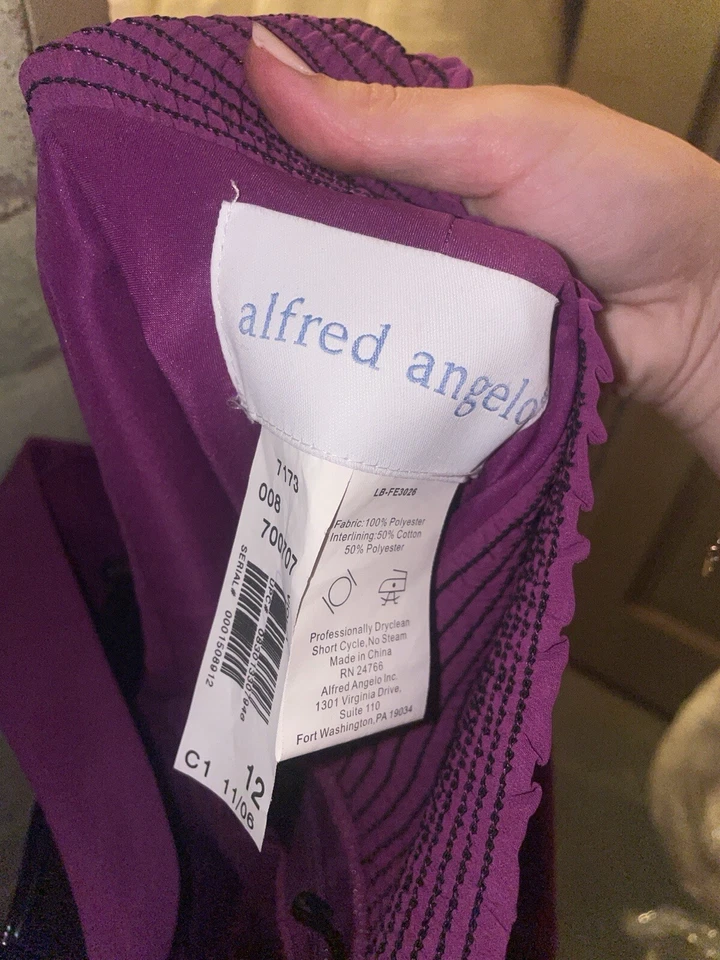 alfred angelo
7173
008
700707
SERIAL# 0001508912
12
C1 11/06
LB-FE3026
Fabric:100% Polyester
Interlining:50% Cotton
50% Polyester
Professionally Dryclean
Short Cycle,No Steam
Made in China
RN 24766
Alfred Angelo Inc.
1301 Virginia Drive,
Suite 110
Fort Washington,PA 19034